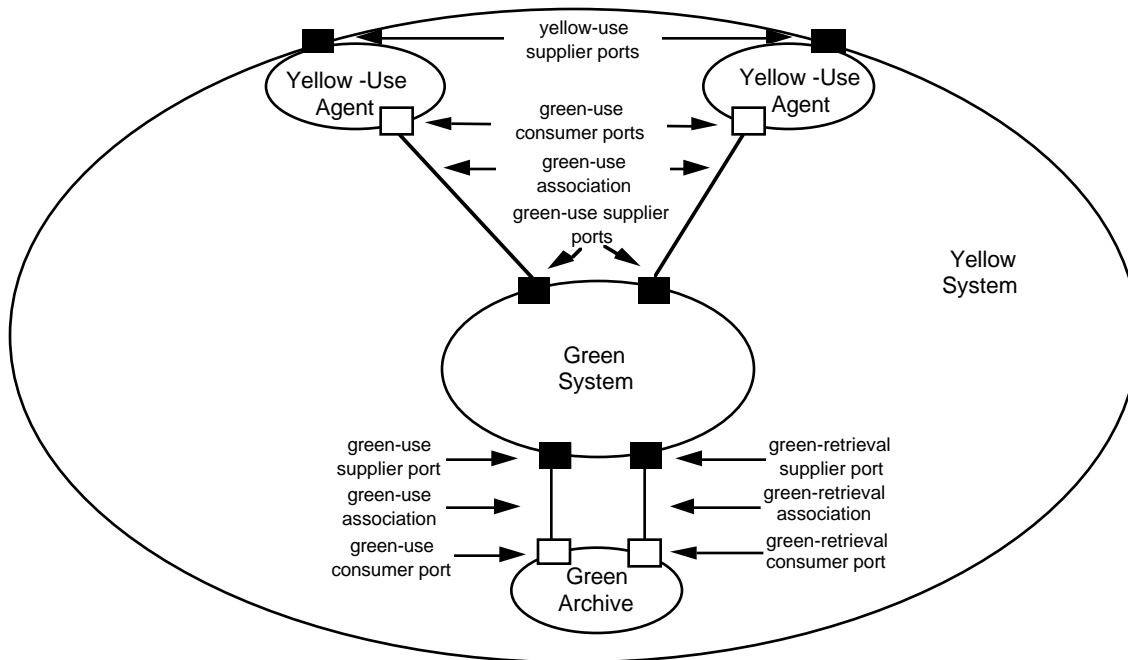 yellow-use
supplier ports
Yellow -Use
Agent
Yellow -Use
Agent
green-use
consumer ports
green-use
association
green-use supplier
ports
Yellow
System
Green
System
green-use
supplier port
green-retrieval
supplier port
green-use
association
green-retrieval
association
green-use
consumer port
green-retrieval
consumer port
Green
Archive